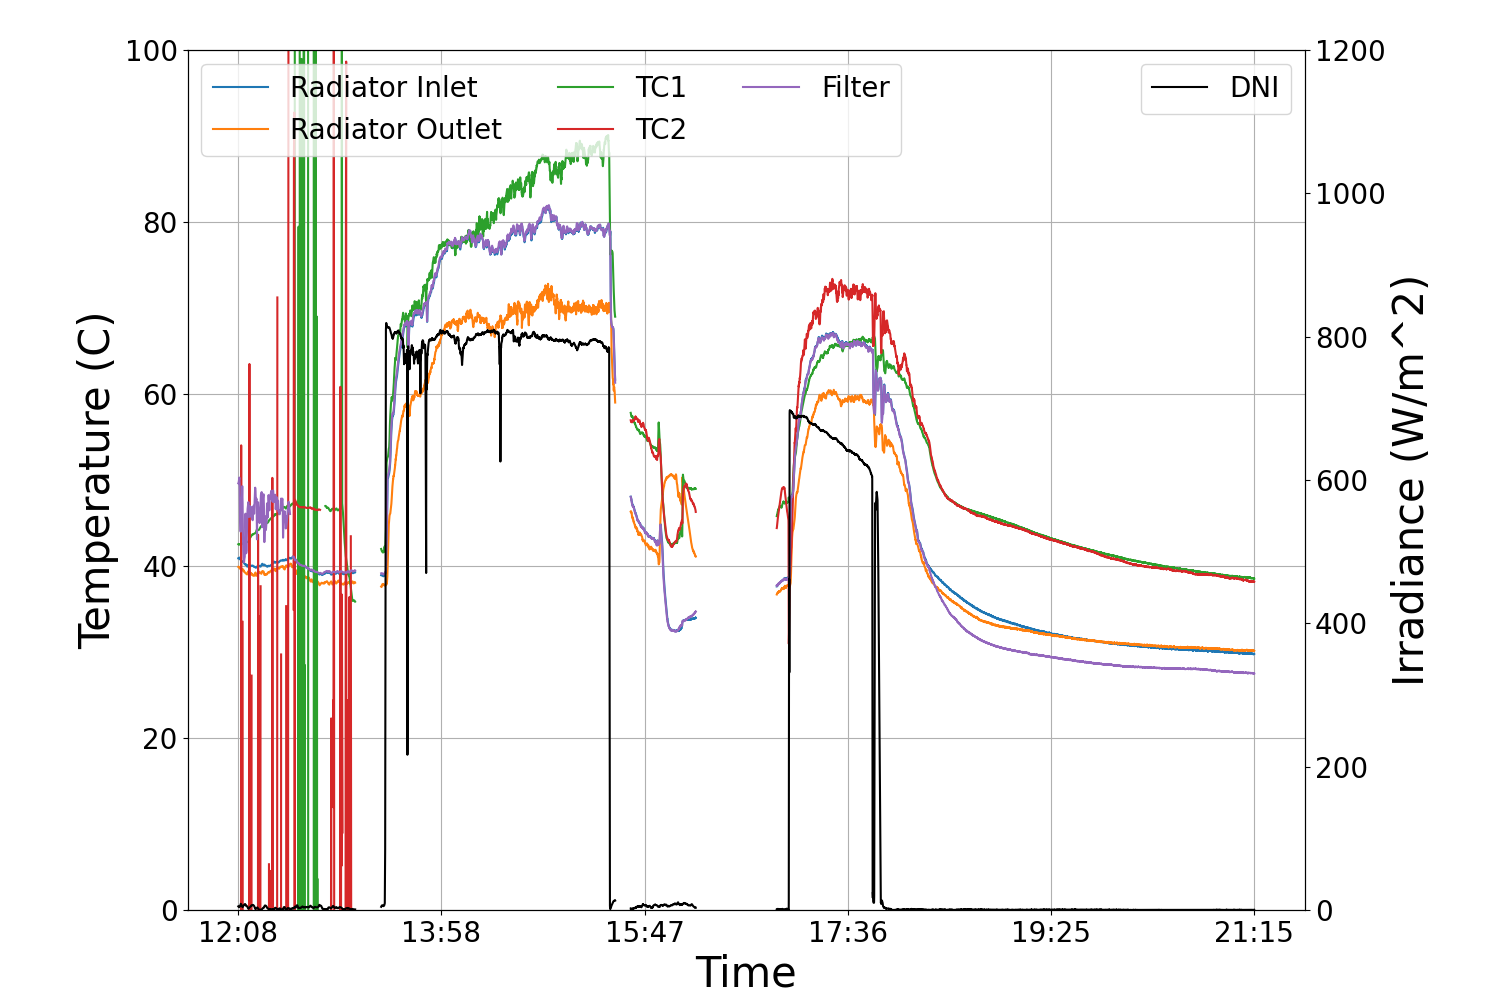 100
80
60
40
20
0
1200
1000
800
600
400
200
0
Radiator Inlet
Radiator Outlet
TC1
TC2
Filter
DNI
Temperature (C)
Irradiance (W/m^2)
12:08
13:58
15:47
17:36
19:25
21:15
Time